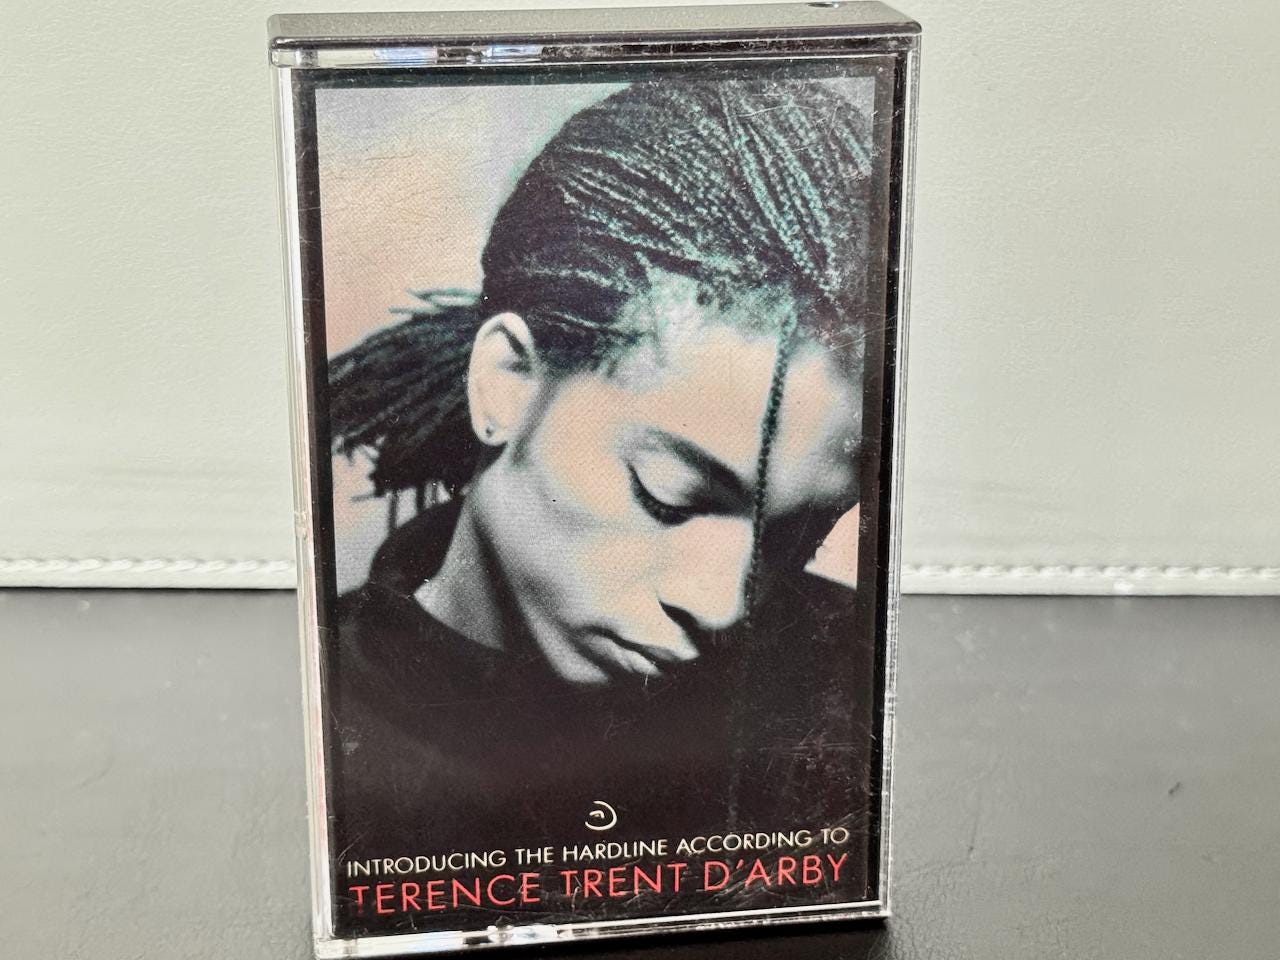 INTRODUCING THE HARDLINE ACCORDING TO
TERENCE TRENT D'ARBY